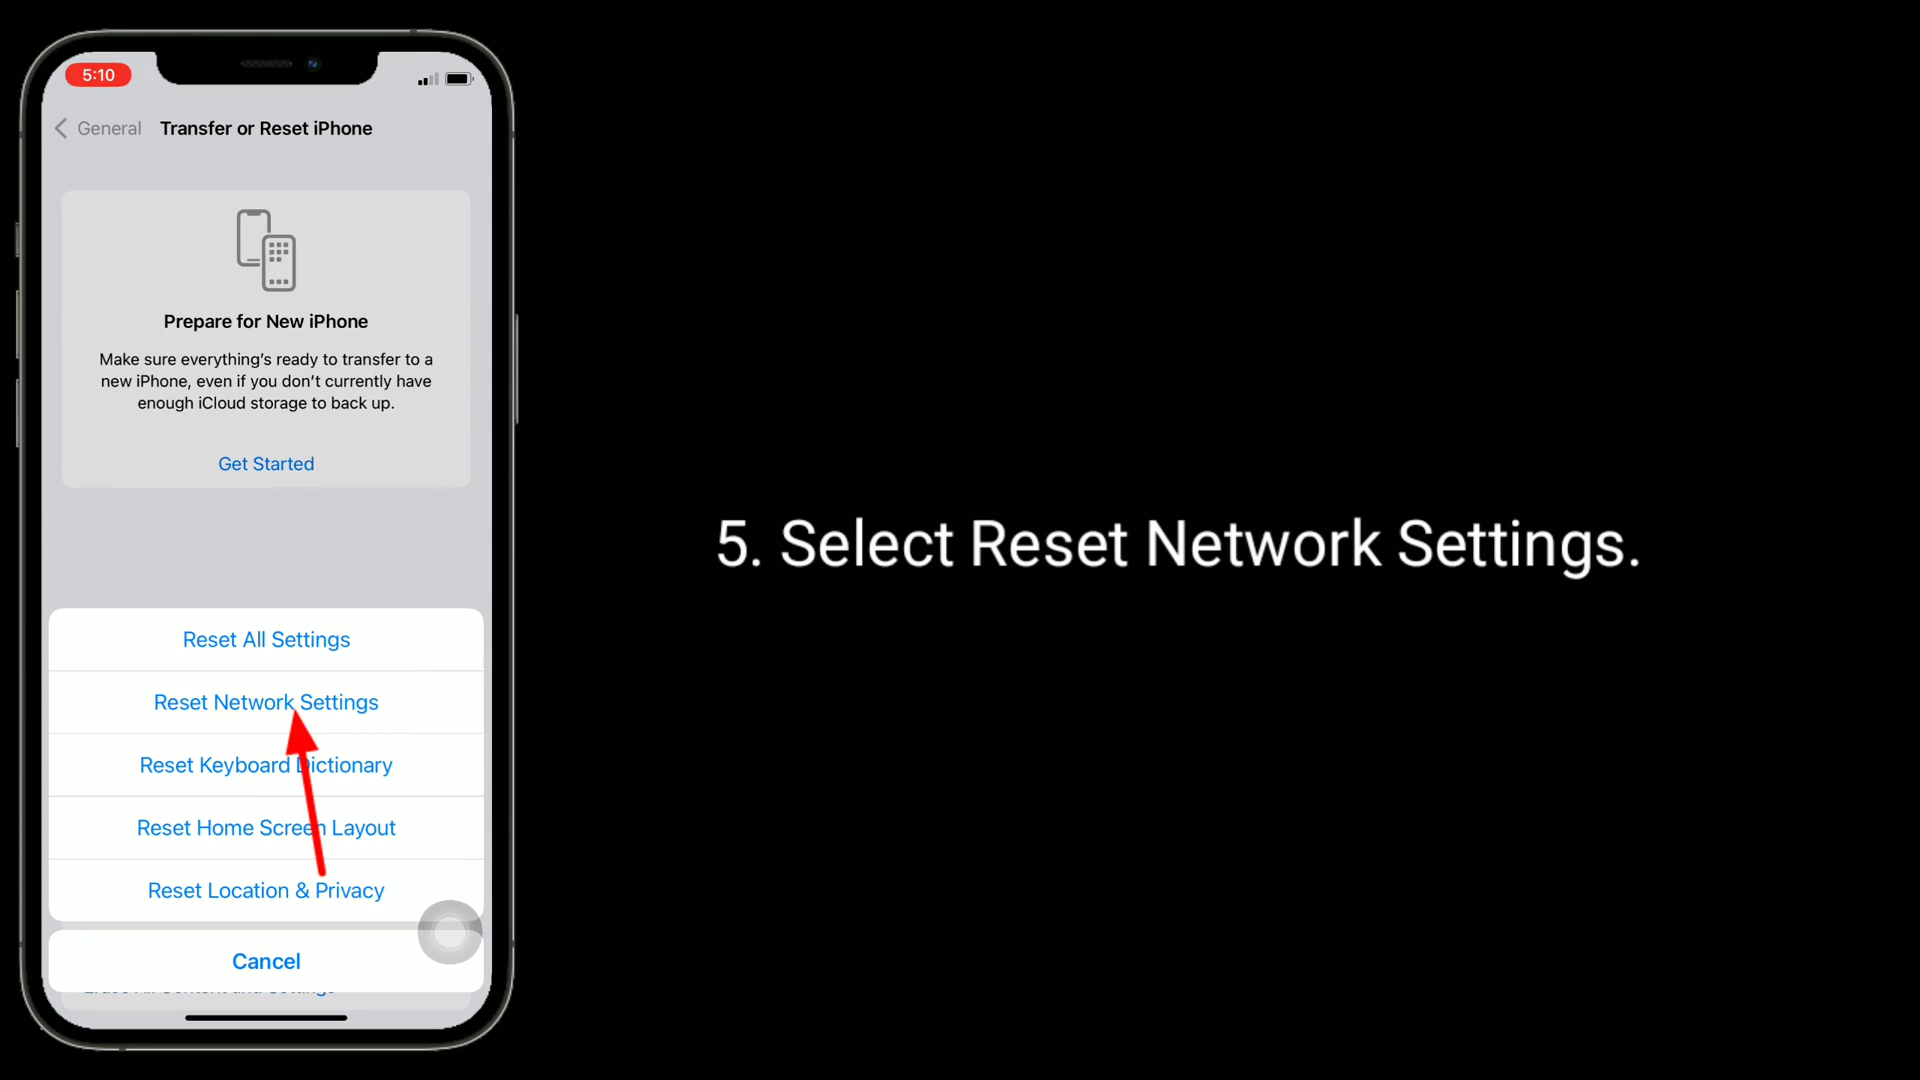 5:10
General
Transfer or Reset iPhone
Prepare for New iPhone
Make sure everything’s ready to transfer to a
new iPhone, even if you don’t currently have
enough iCloud storage to back up.
Get Started
Reset All Settings
Reset Network Settings
Reset Keyboard Dictionary
Reset Home Screen Layout
Reset Location & Privacy
Cancel
5. Select Reset Network Settings.